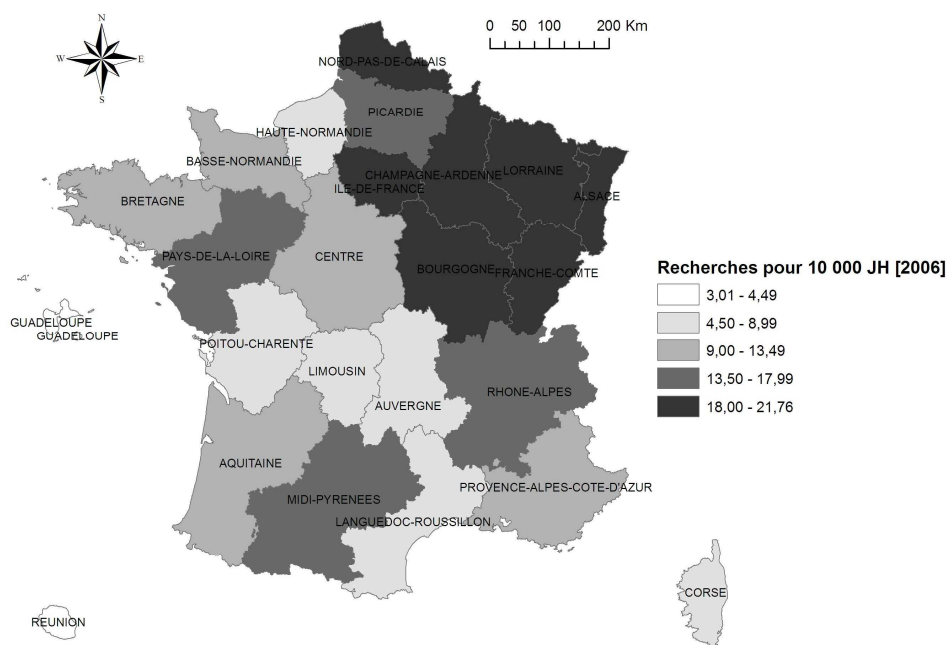 N
W
E
S
0 50 100 200 Km
NORD-PAS-DE-CALAIS
PICARDIE
HAUTE-NORMANDIE
BASSE-NORMANDIE
CHAMPAGNE-ARDENNE
LORRAINE
ILE-DE-FRANCE
ALSACE
BRETAGNE
PAYS-DE-LA-LOIRE
CENTRE
BOURGOGNE
FRANCHE-COMTE
Recherches pour 10 000 JH [2006]
3,01 - 4,49
4,50 - 8,99
9,00 - 13,49
13,50 - 17,99
18,00 - 21,76
GUADELOUPE
GUADELOUPE
POITOU-CHARENTE
LIMOUSIN
AUVERGNE
RHONE-ALPES
AQUITAINE
MIDI-PYRENEES
PROVENCE-ALPES-COTE-D'AZUR
LANGUEDOC-ROUSSILLON
CORSE
REUNION